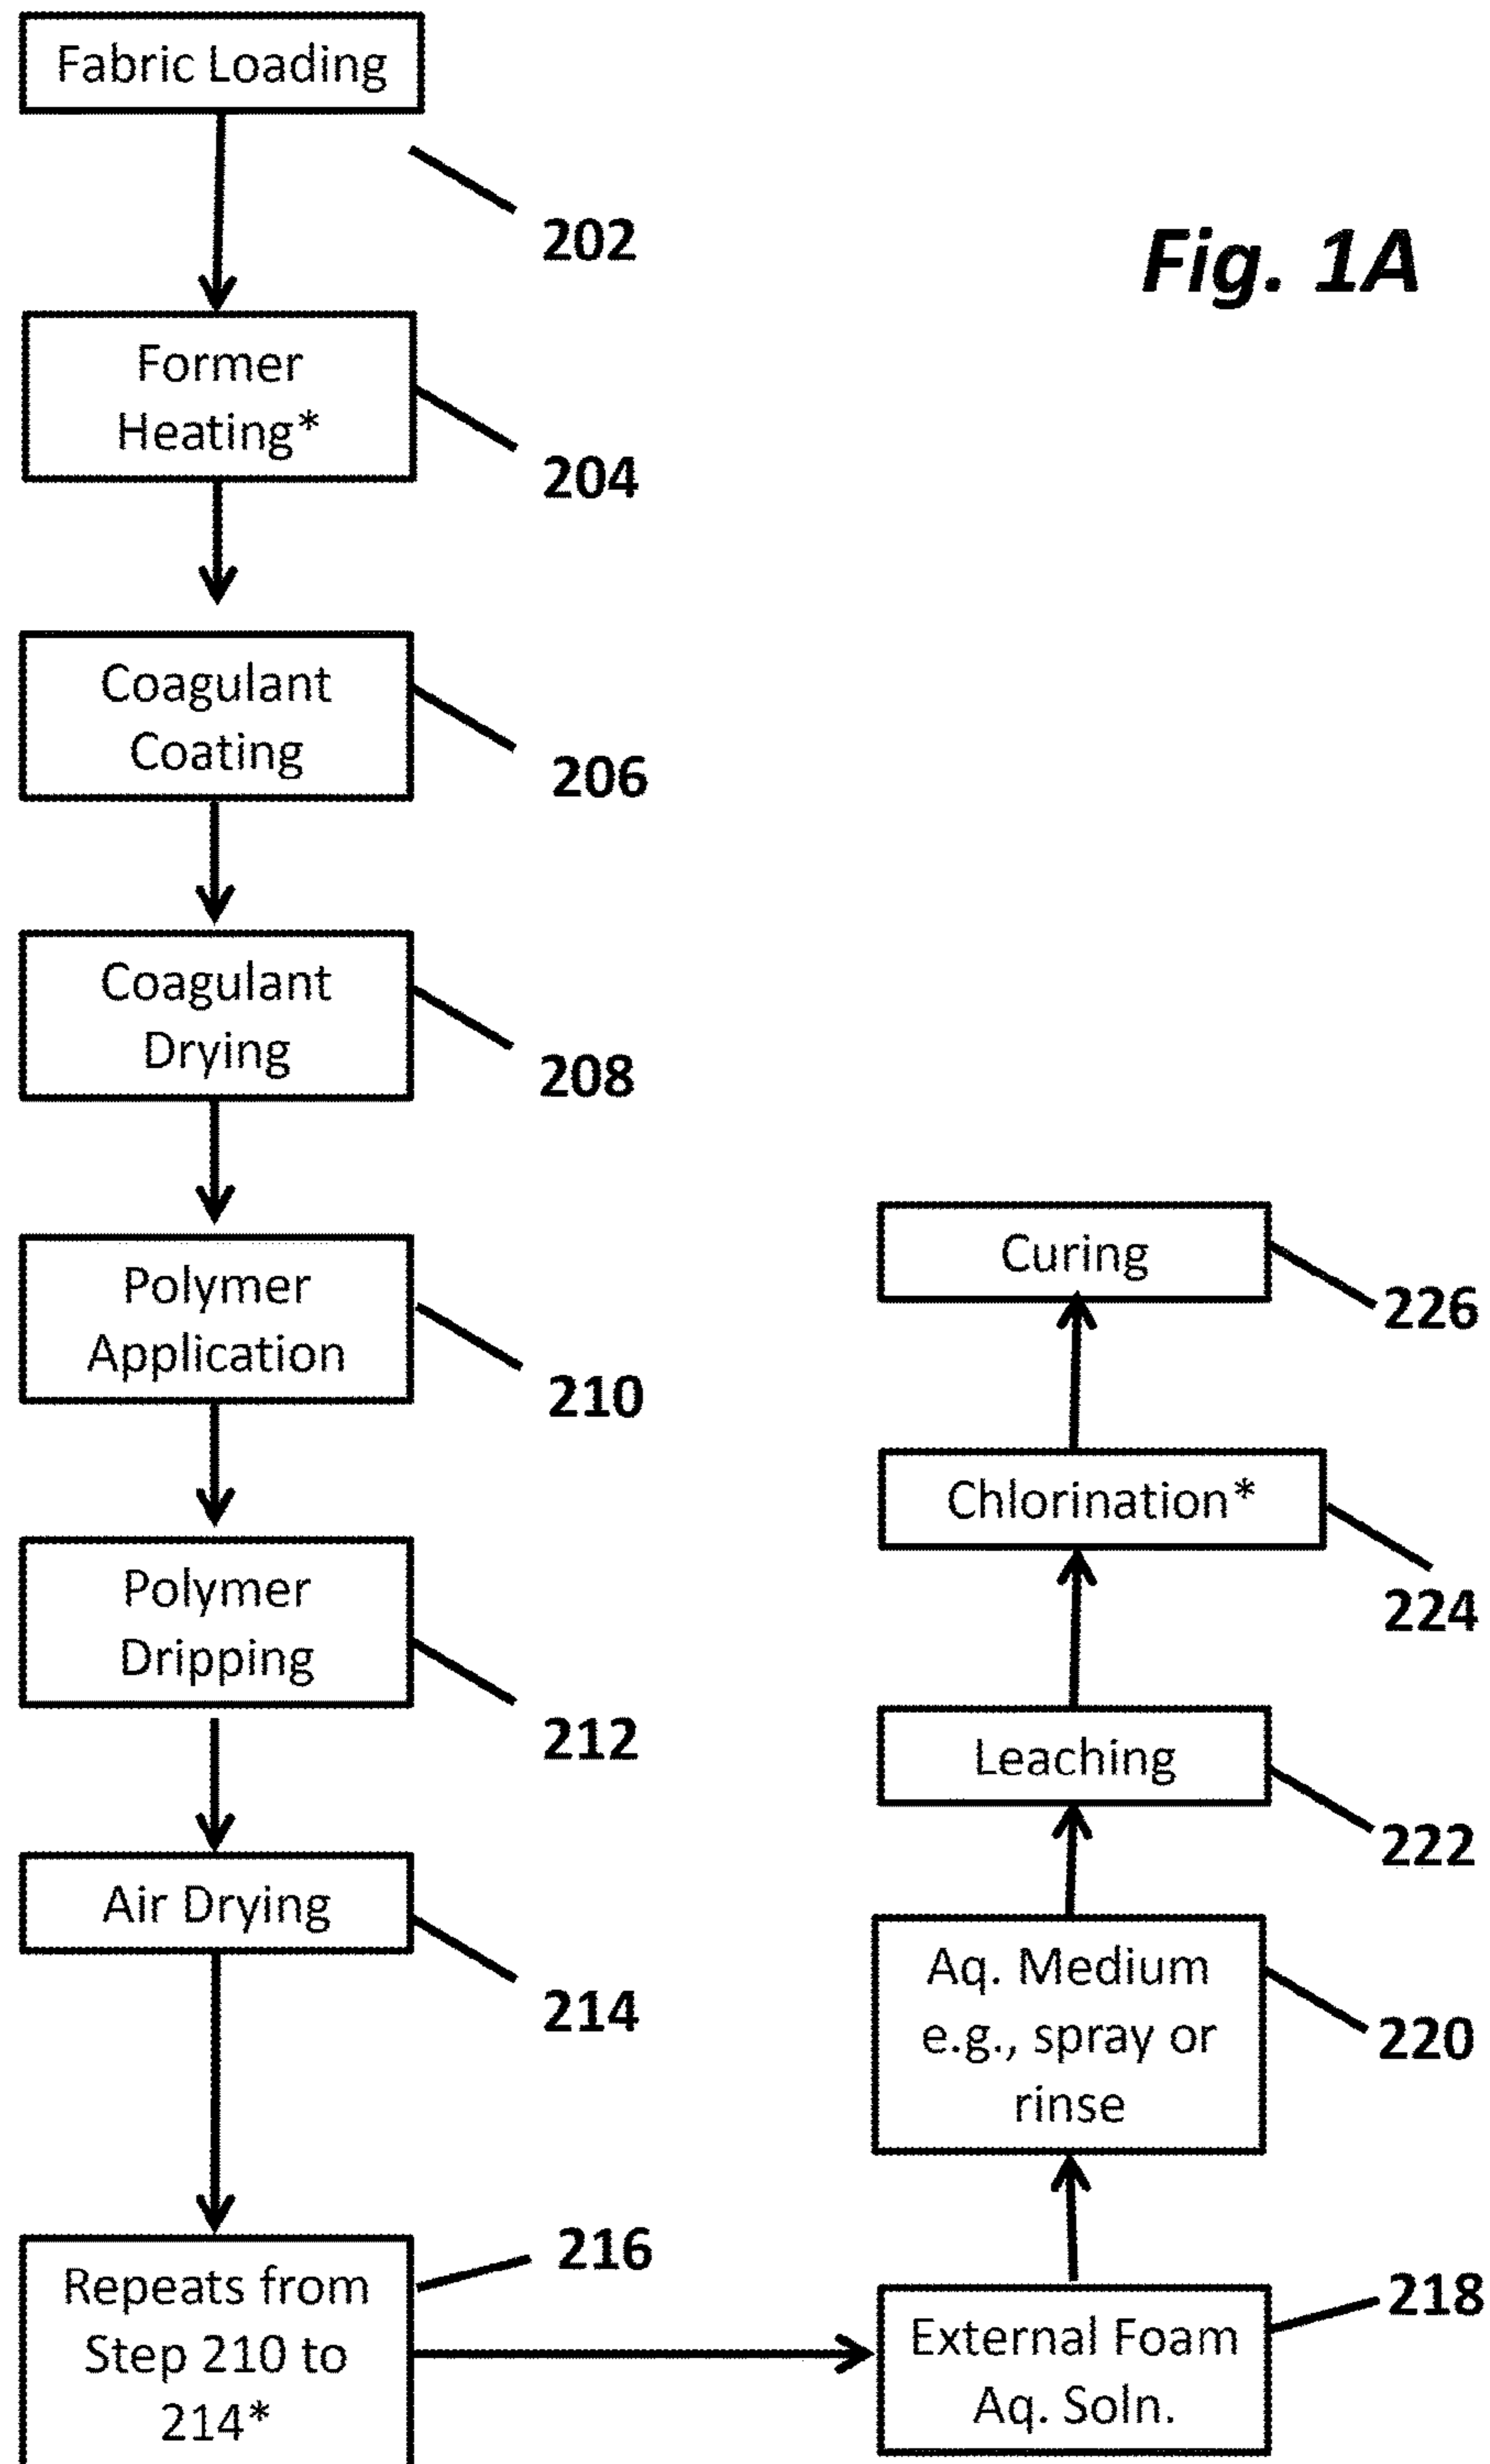 Fabric Loading
202
Fig. 1A
Former
Heating*
204
Coagulant
Coating
206
Coagulant
Drying
208
Polymer
Application
210
Polymer
Dripping
212
Air Drying
214
Repeats from
Step 210 to
214*
216
External Foam
Aq. Soln.
218
Aq. Medium
e.g., spray or
rinse
220
Leaching
222
Chlorination*
224
Curing
226